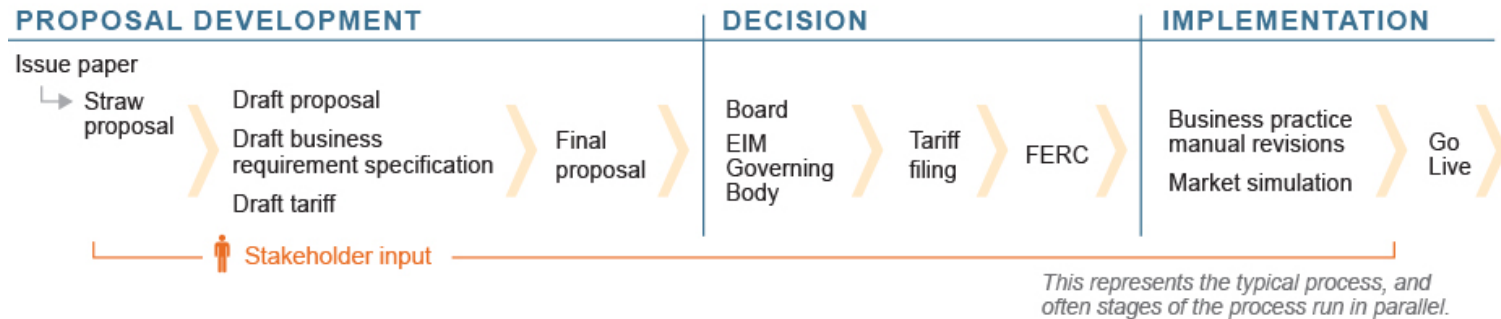 PROPOSAL DEVELOPMENT
Issue paper
Straw
proposal
Draft proposal
Draft business
requirement specification
Draft tariff
Final
proposal
DECISION
Board
EIM
Governing
Body
Tariff
filing
FERC
IMPLEMENTATION
Business practice
manual revisions
Market simulation
Go
Live
Stakeholder input
This represents the typical process, and
often stages of the process run in parallel.